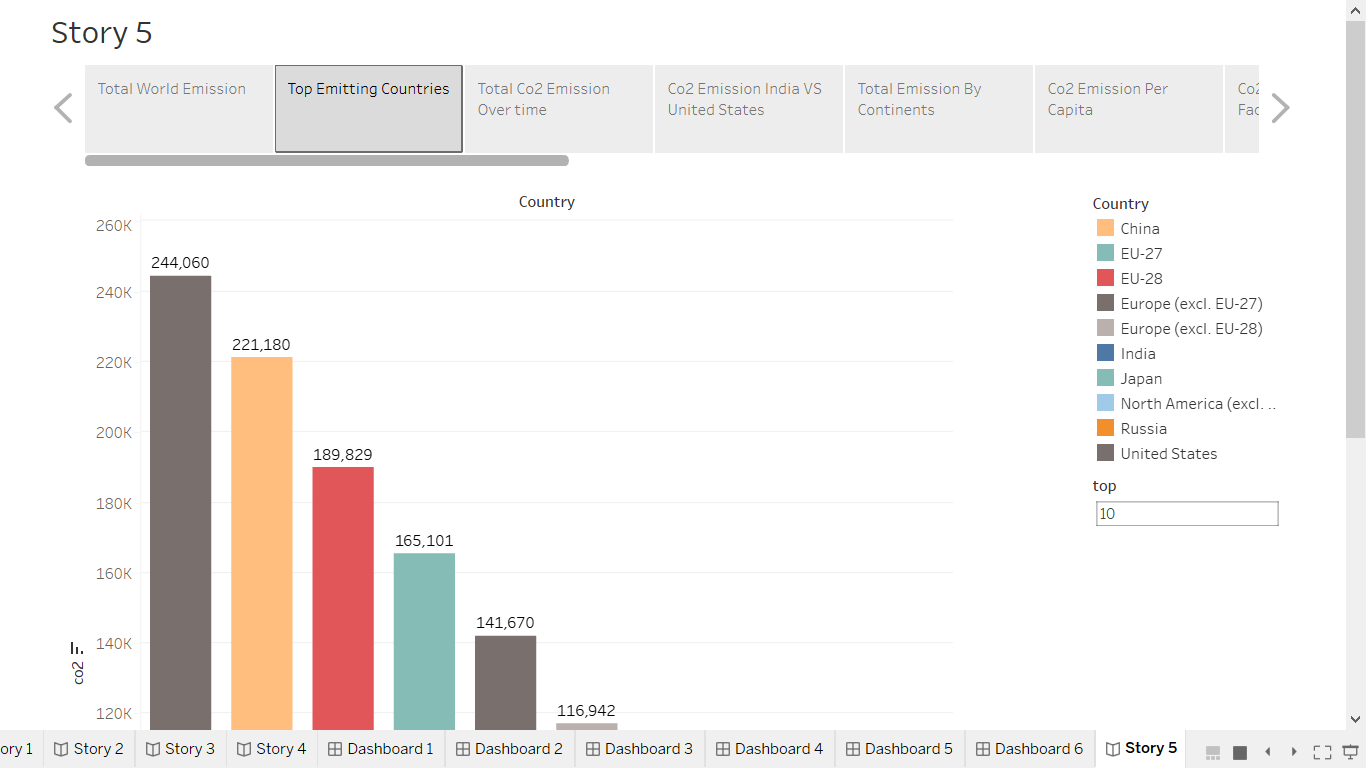 Story 5
Total World Emission
Top Emitting Countries
Total Co2 Emission
Over time
Co2 Emission India VS
United States
Total Emission By
Continents
Co2 Emission Per
Capita
Country
260K
240K
220K
200K
180K
160K
140K
120K
co2
244,060
221,180
189,829
165,101
141,670
116,942
Country
China
EU-27
EU-28
Europe (excl. EU-27)
Europe (excl. EU-28)
India
Japan
North America (excl. ..
Russia
United States
top
10
ory 1
Story 2
Story 3
Story 4
Dashboard 1
Dashboard 2
Dashboard 3
Dashboard 4
Dashboard 5
Dashboard 6
Story 5